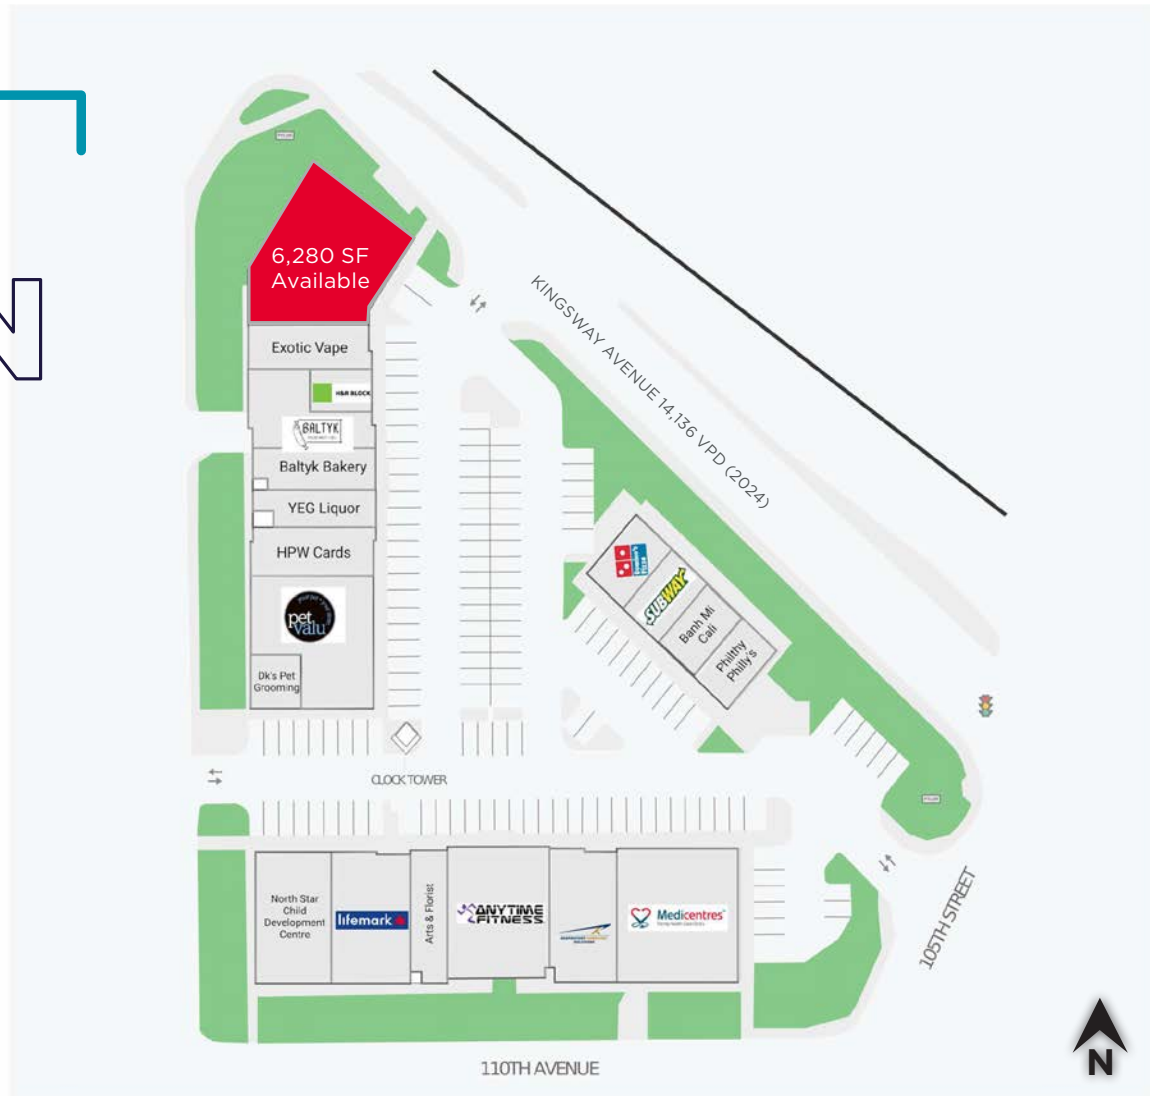 6,280 SF
Available
KINGSWAY AVENUE 14,136 VPD (2024)
Exotic Vape
H&R BLOCK
BALTYK
Baltyk Bakery
YEG Liquor
HPW Cards
pet
valu
Dk's Pet
Grooming
Domino's
Pizza
SUBWAY
Banh Mi
Cali
Philthy
Philly's
CLOCK TOWER
North Star
Child
Development
Centre
lifemark
Arts & Florist
ANYTIME
FITNESS
Medicentres
105TH STREET
110TH AVENUE
N